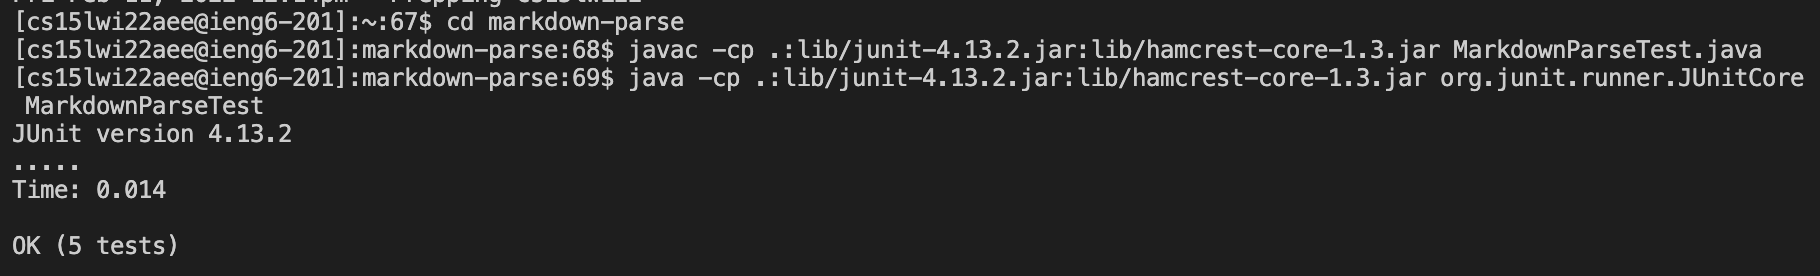 [cs15lwi22aee@ieng6-201]:~:67$ cd markdown-parse
[cs15lwi22aee@ieng6-201]:markdown-parse:68$ javac -cp .:lib/junit-4.13.2.jar:lib/hamcrest-core-1.3.jar MarkdownParseTest.java
[cs15lwi22aee@ieng6-201]:markdown-parse:69$ java -cp .:lib/junit-4.13.2.jar:lib/hamcrest-core-1.3.jar org.junit.runner.JUnitCore
MarkdownParseTest
JUnit version 4.13.2
.....
Time: 0.014
OK (5 tests)